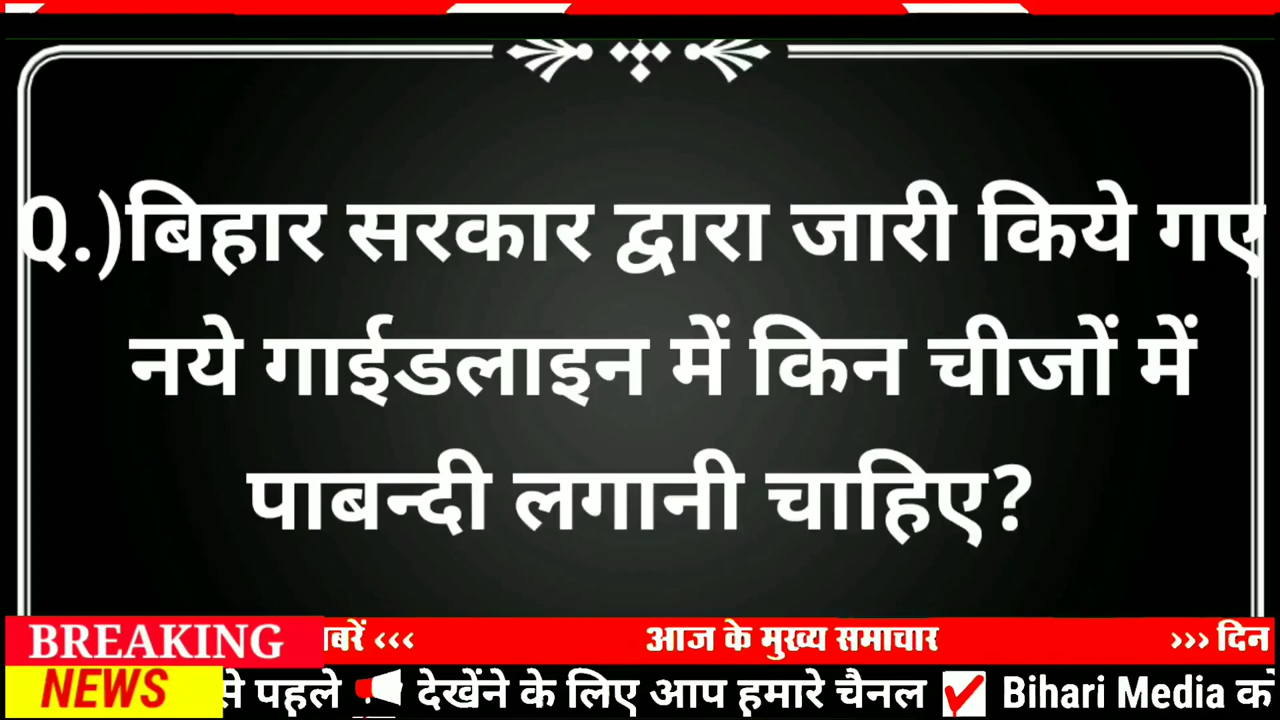 Q.)बिहार सरकार द्वारा जारी किये गए
नये गाईडलाइन में किन चीजों में
पाबन्दी लगानी चाहिए?
BREAKING
NEWS
‹‹‹ आज के मुख्य समाचार ››› दिन
से पहले देखेंने के लिए आप हमारे चैनल Bihari Media को